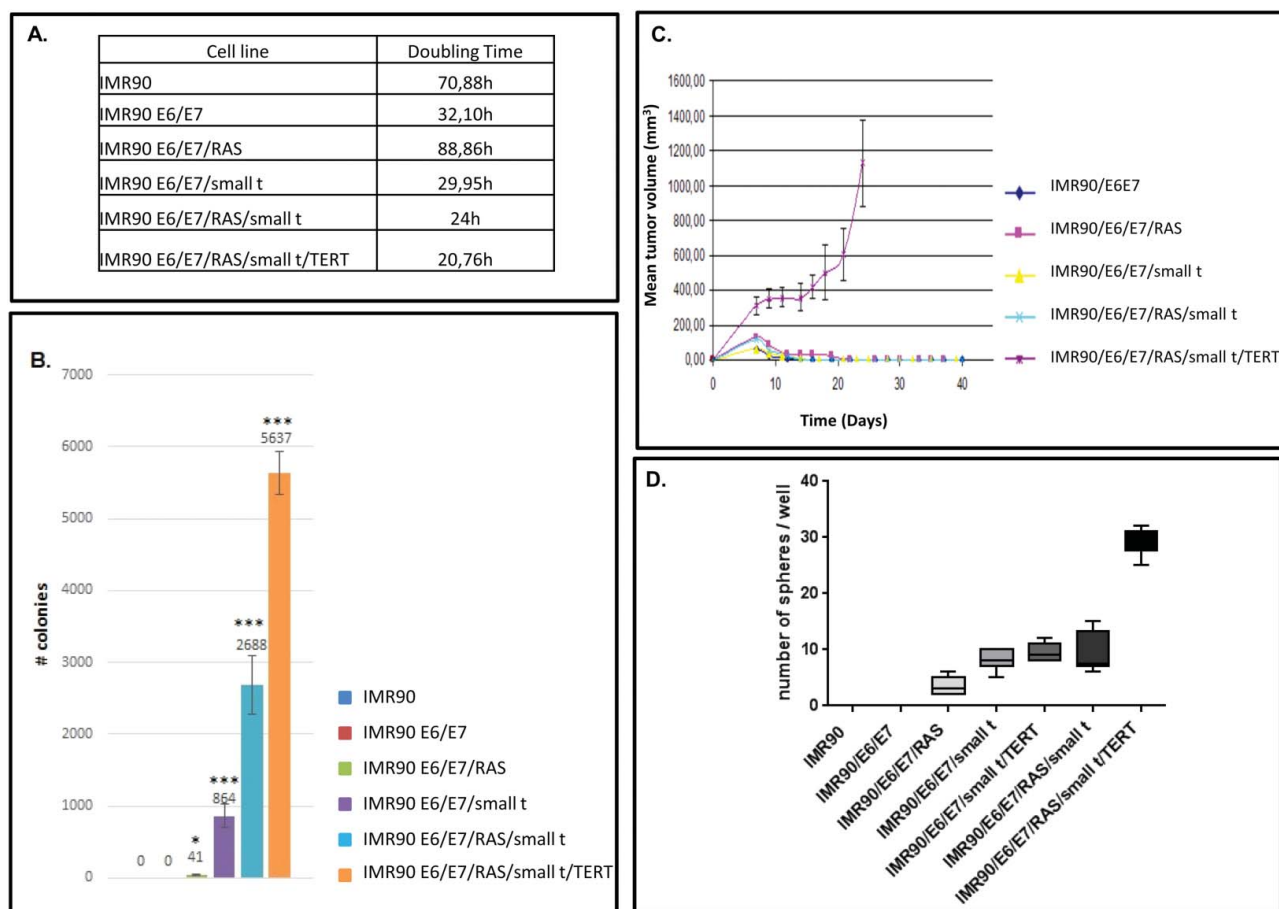 A.
Cell line Doubling Time
IMR90 70,88h
IMR90 E6/E7 32,10h
IMR90 E6/E7/RAS 88,86h
IMR90 E6/E7/small t 29,95h
IMR90 E6/E7/RAS/small t 24h
IMR90 E6/E7/RAS/small t/TERT 20,76h
B.
7000
6000
5000
4000
3000
2000
1000
0
# colonies
0
0
*
41
***
864
***
2688
***
5637
IMR90
IMR90 E6/E7
IMR90 E6/E7/RAS
IMR90 E6/E7/small t
IMR90 E6/E7/RAS/small t
IMR90 E6/E7/RAS/small t/TERT
C.
Mean tumor volume (mm³)
1600,00
1400,00
1200,00
1000,00
800,00
600,00
400,00
200,00
0,00
0 10 20 30 40
Time (Days)
IMR90/E6E7
IMR90/E6/E7/RAS
IMR90/E6/E7/small t
IMR90/E6/E7/RAS/small t
IMR90/E6/E7/RAS/small t/TERT
D.
number of spheres / well
40
30
20
10
0
IMR90
IMR90/E6/E7
IMR90/E6/E7/RAS
IMR90/E6/E7/small t
IMR90/E6/E7/small t/TERT
IMR90/E6/E7/RAS/small t
IMR90/E6/E7/RAS/small t/TERT